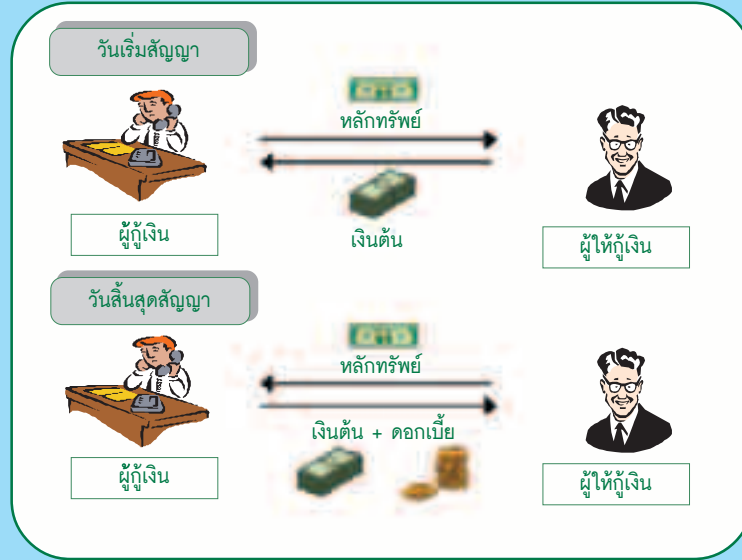 วันเริ่มสัญญา
หลักทรัพย์
ผู้กู้เงิน
เงินต้น
ผู้ให้กู้เงิน
วันสิ้นสุดสัญญา
หลักทรัพย์
เงินต้น + ดอกเบี้ย
ผู้กู้เงิน
ผู้ให้กู้เงิน